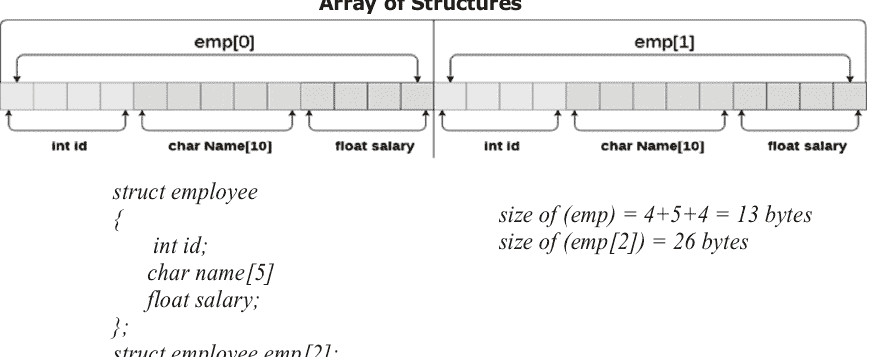 Array of Structures
emp[0]
emp[1]
int id
char Name[10]
float salary
int id
char Name[10]
float salary
struct employee
{
int id;
char name[5]
float salary;
};
struct employee emp[2];
size of (emp) = 4+5+4 = 13 bytes
size of (emp[2]) = 26 bytes